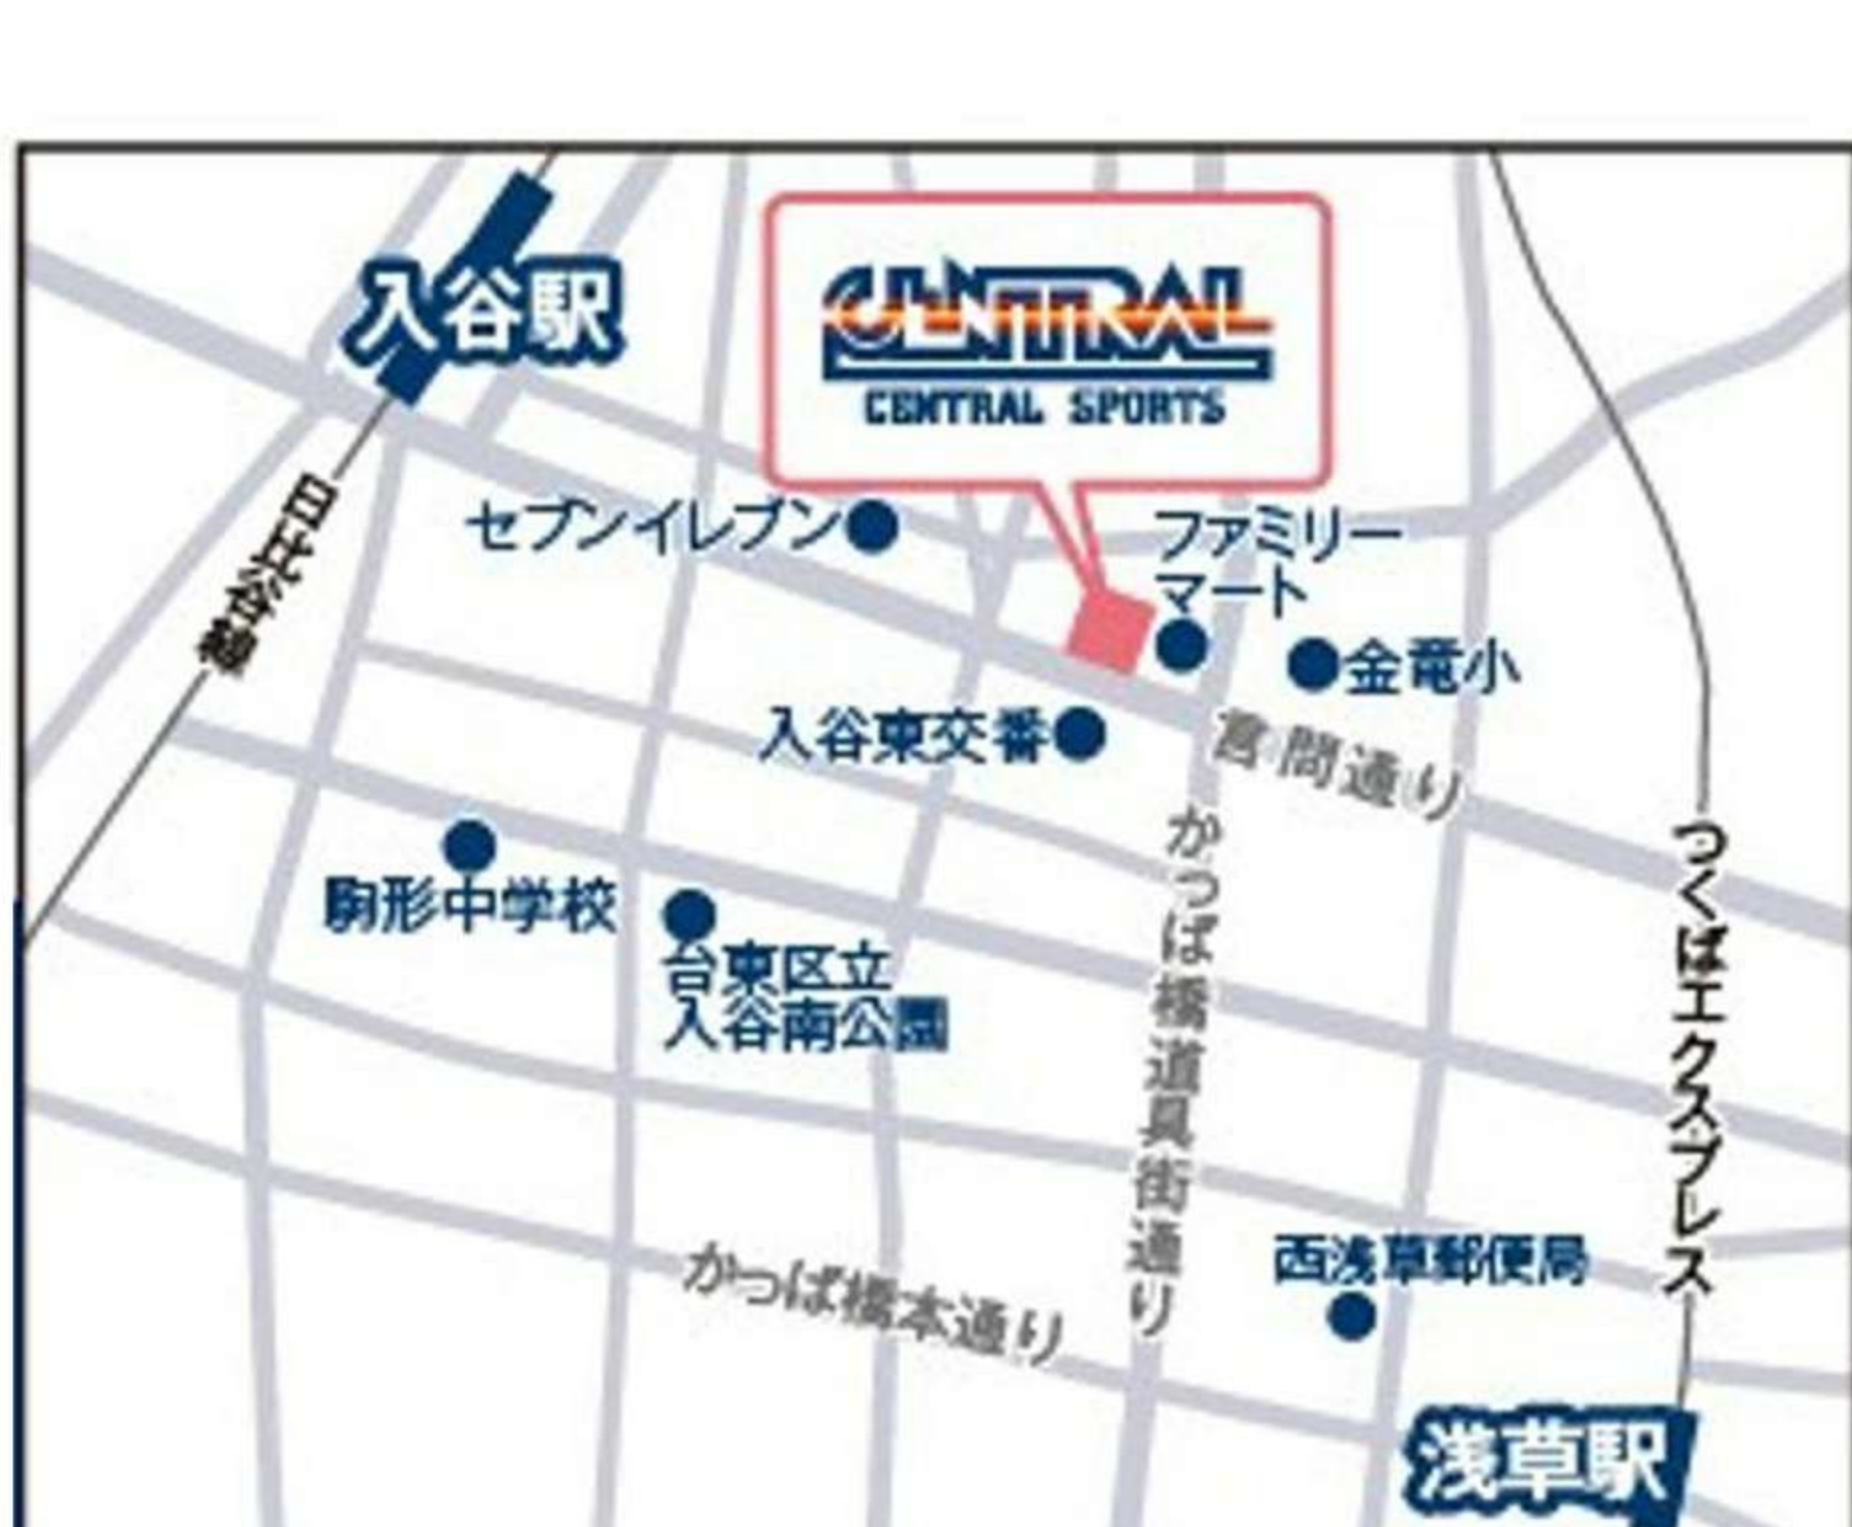 入谷駅
CENTRAL
CENTRAL SPORTS
日比谷線
セブンイレブン
ファミリー
マート
金竜小
入谷東交番
言問通り
かっぱ橋道具街通り
つくばエクスプレス
駒形中学校
台東区立
入谷南公園
かっぱ橋本通り
西浅草郵便局
浅草駅